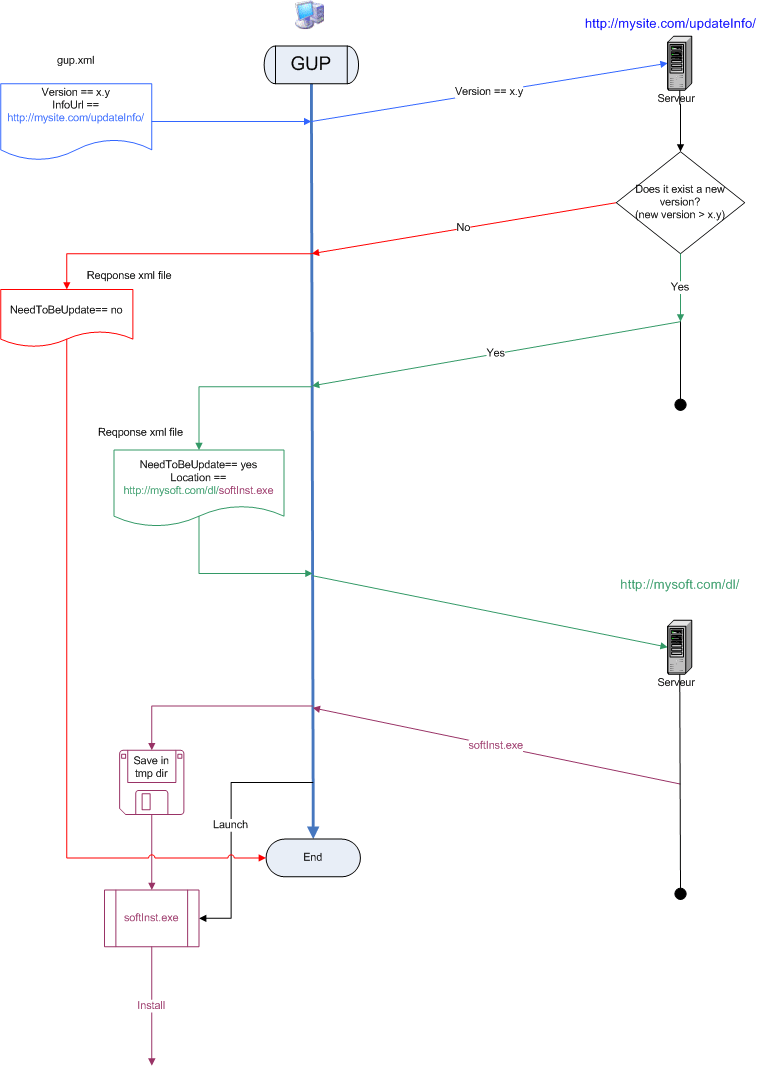 http://mysite.com/updateInfo/
gup.xml
GUP
Version == x.y
InfoUrl ==
http://mysite.com/updateInfo/
Version == x.y
Serveur
Does it exist a new
version?
(new version > x.y)
No
Reqponse xml file
Yes
NeedToBeUpdate== no
Yes
Reqponse xml file
NeedToBeUpdate== yes
Location ==
http://mysoft.com/dl/softInst.exe
http://mysoft.com/dl/
Serveur
softInst.exe
Save in
tmp dir
Launch
End
softInst.exe
Install